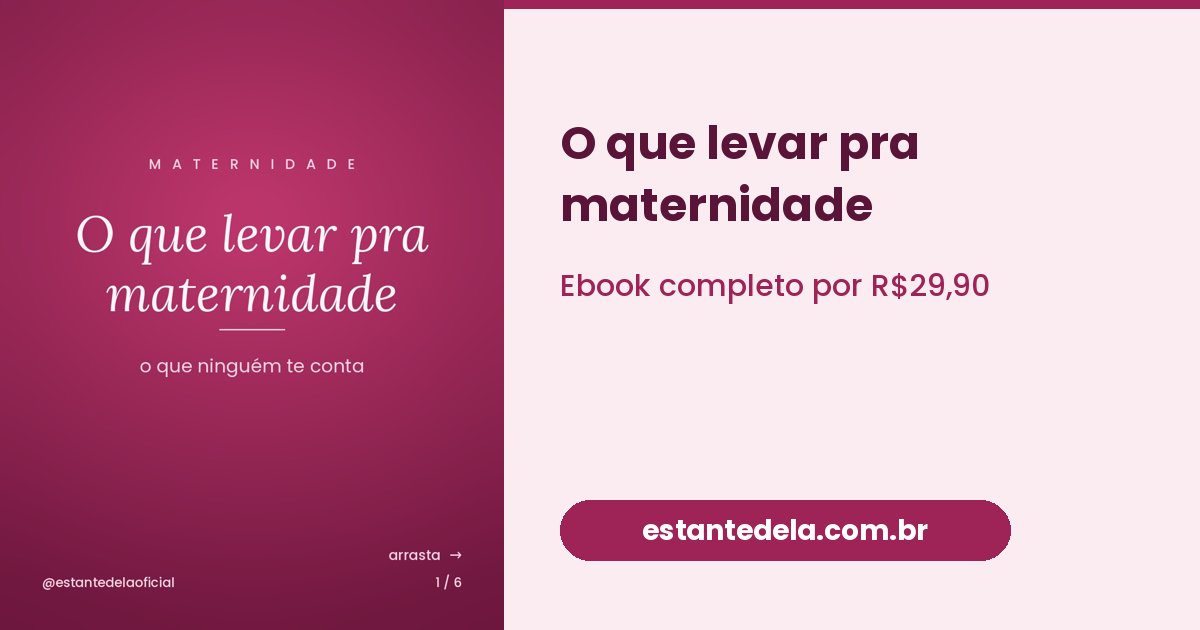 MATERNIDADE
O que levar pra
maternidade
o que ninguém te conta
arrasta →
@estantedelaoficial
1 / 6
O que levar pra
maternidade
Ebook completo por R$29,90
estantedela.com.br